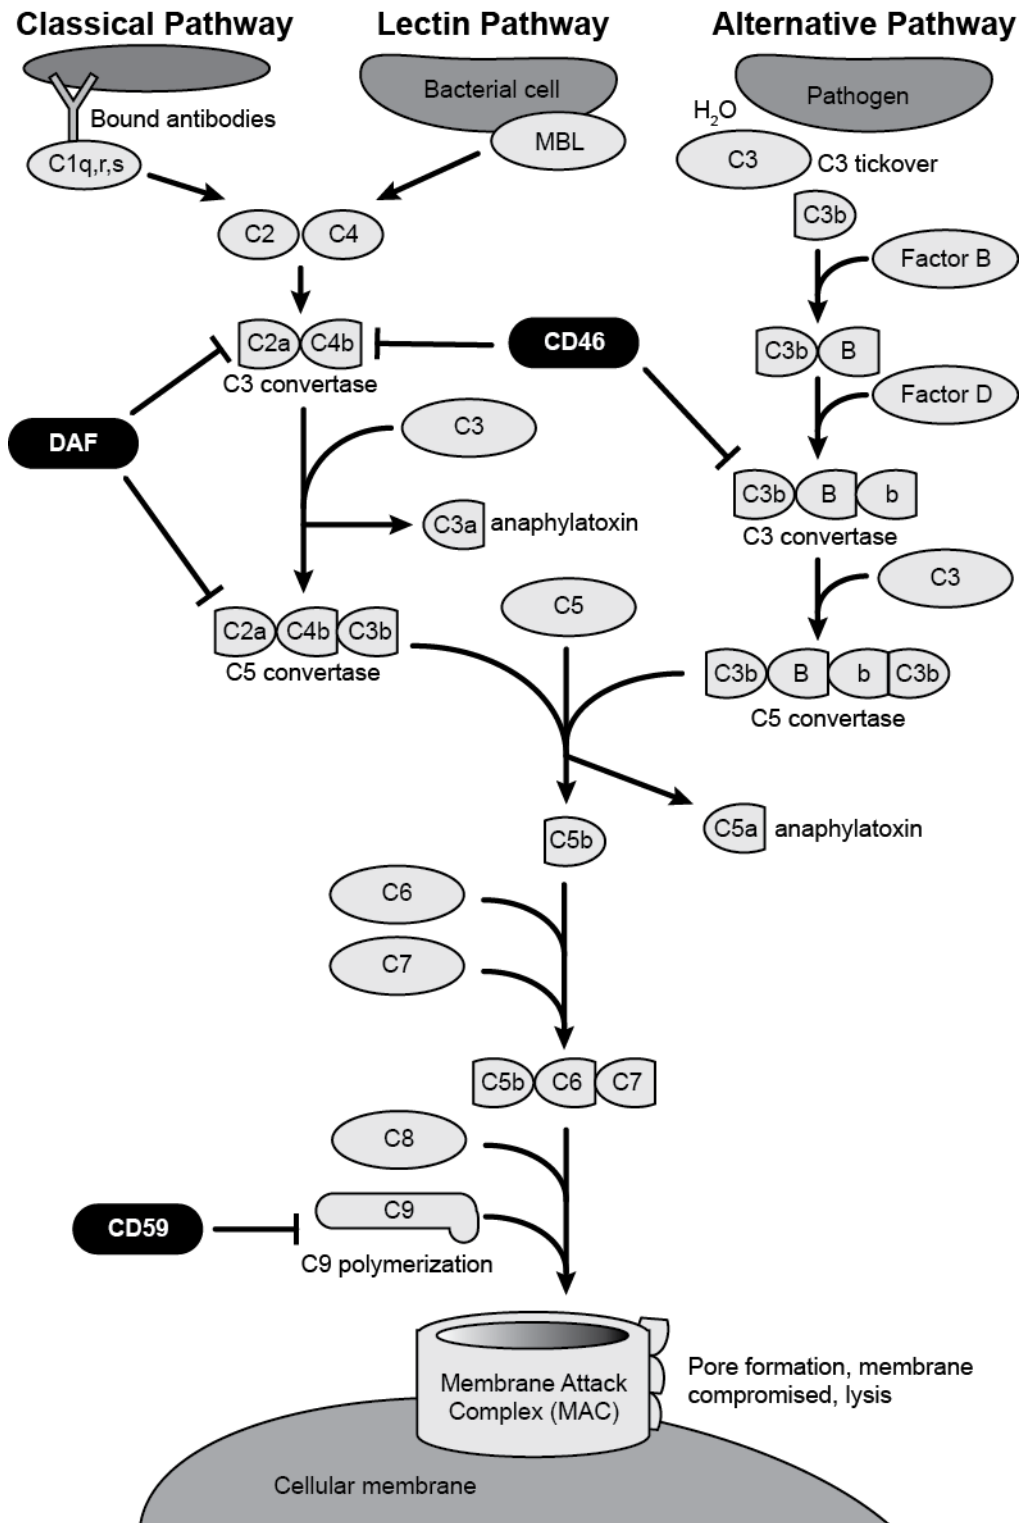 Classical Pathway
Lectin Pathway
Alternative Pathway
Bound antibodies
C1q,r,s
Bacterial cell
MBL
Pathogen
H2O
C3
C3 tickover
C3b
C2
C4
Factor B
C2a
C4b
C3 convertase
CD46
C3b
B
Factor D
DAF
C3
C3b
B
b
C3 convertase
C3a
anaphylatoxin
C3
C5
C2a
C4b
C3b
C5 convertase
C3b
B
b
C3b
C5 convertase
C5b
C5a
anaphylatoxin
C6
C7
C5b
C6
C7
C8
CD59
C9
C9 polymerization
Membrane Attack
Complex (MAC)
Pore formation, membrane
compromised, lysis
Cellular membrane